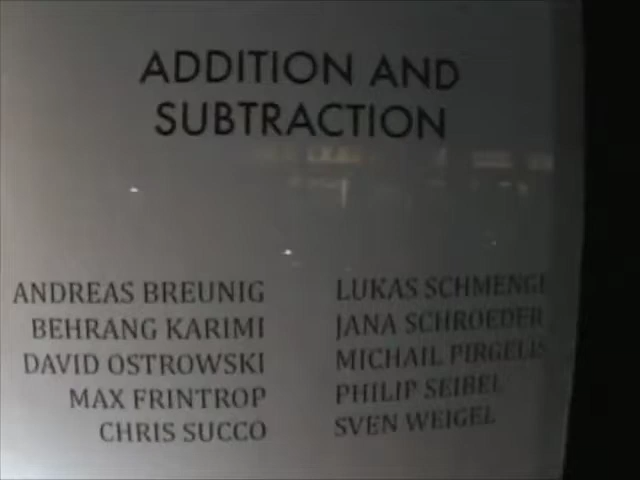 ADDITION AND
SUBTRACTION
ANDREAS BREUNIG
BEHRANG KARIMI
DAVID OSTROWSKI
MAX FRINTROP
CHRIS SUCCO
LUKAS
JANA SCHROEDER
MICHAIL PIRGELIS
PHILIP SEIBEL
SVEN WEIGEL